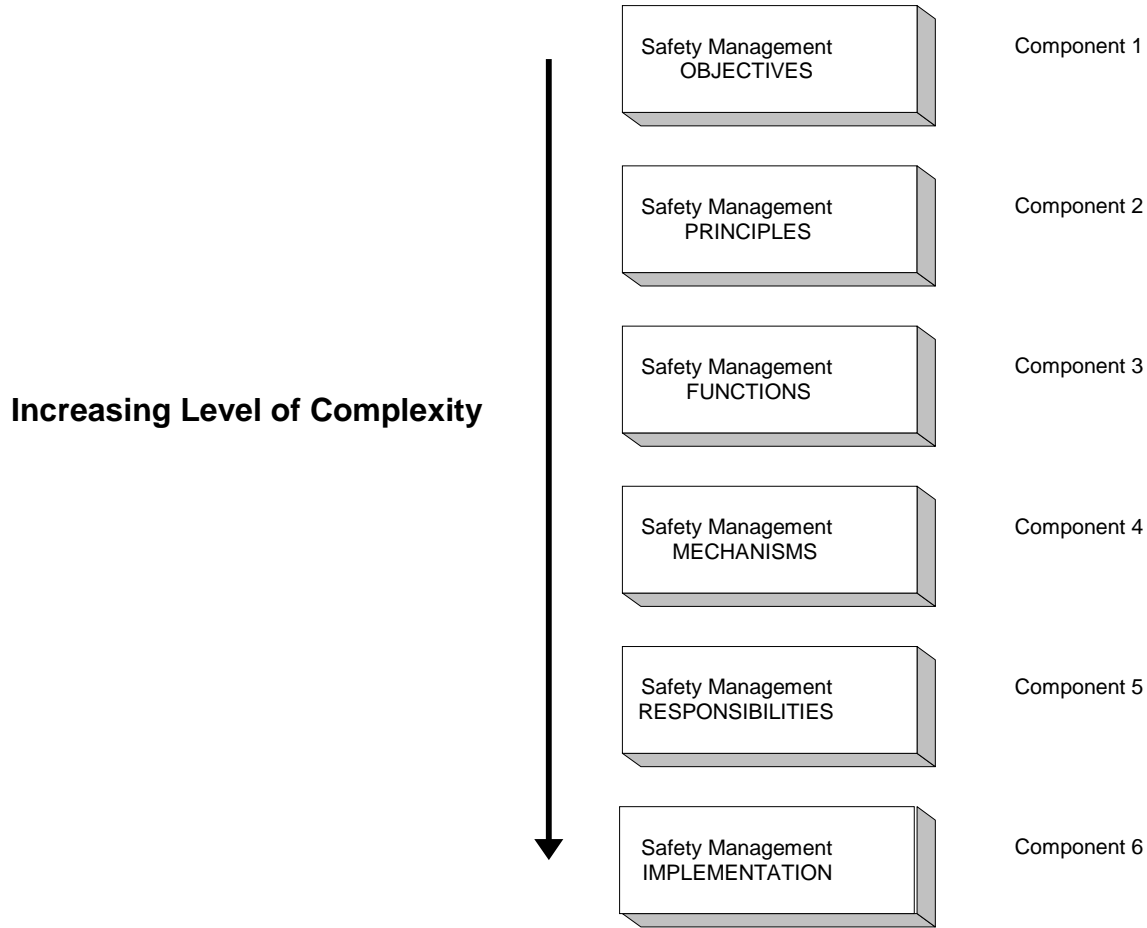 Safety Management
OBJECTIVES
Component 1
Safety Management
PRINCIPLES
Component 2
Safety Management
FUNCTIONS
Component 3
Increasing Level of Complexity
Safety Management
MECHANISMS
Component 4
Safety Management
RESPONSIBILITIES
Component 5
Safety Management
IMPLEMENTATION
Component 6